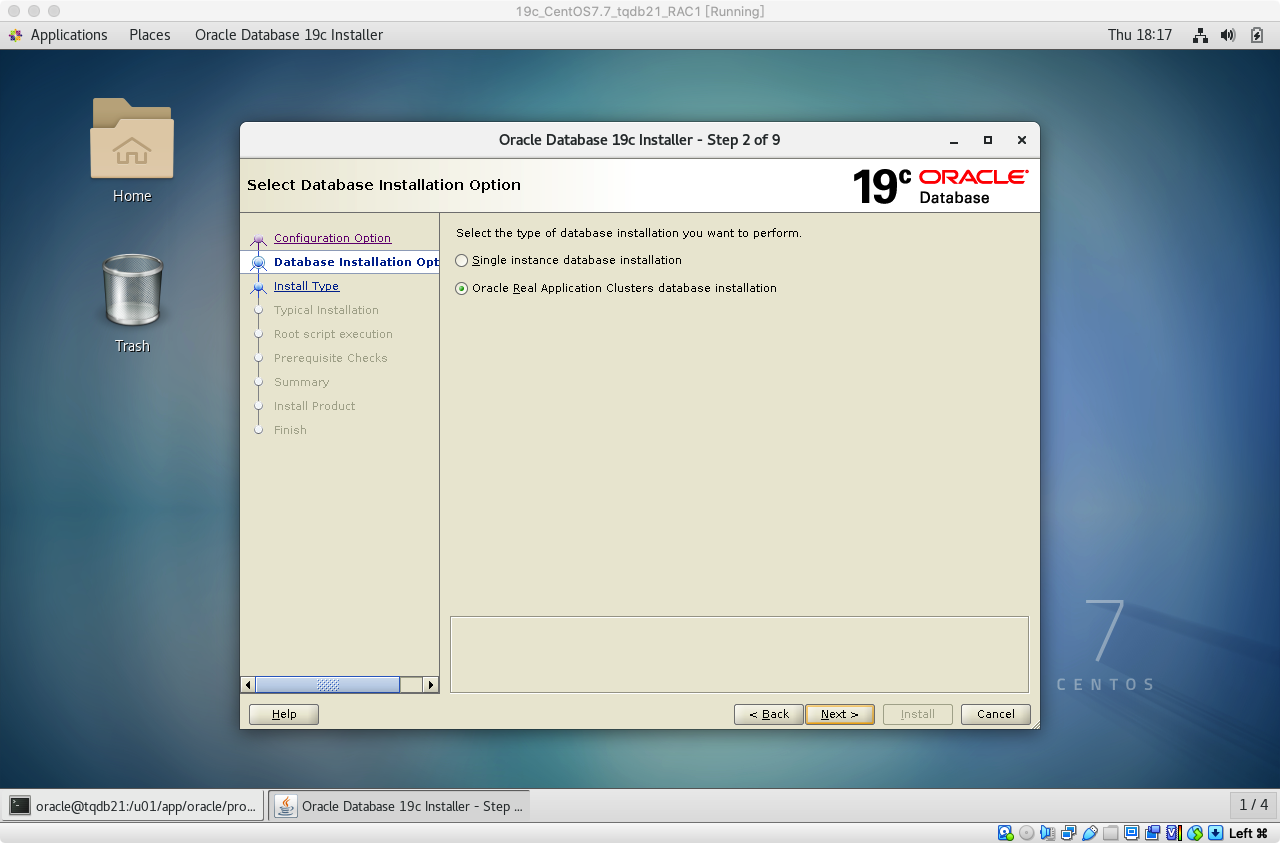 19c_CentOS7.7_tqdb21_RAC1 [Running]
Applications Places Oracle Database 19c Installer Thu 18:17
Home
Trash
Oracle Database 19c Installer - Step 2 of 9
Select Database Installation Option
19c ORACLE
Database
Configuration Option
Database Installation Opt
Install Type
Typical Installation
Root script execution
Prerequisite Checks
Summary
Install Product
Finish
Select the type of database installation you want to perform.
Single instance database installation
Oracle Real Application Clusters database installation
Help < Back Next > Install Cancel
7
CENTOS
oracle@tqdb21:/u01/app/oracle/pro... Oracle Database 19c Installer - Step ... 1 / 4
Left ⌘